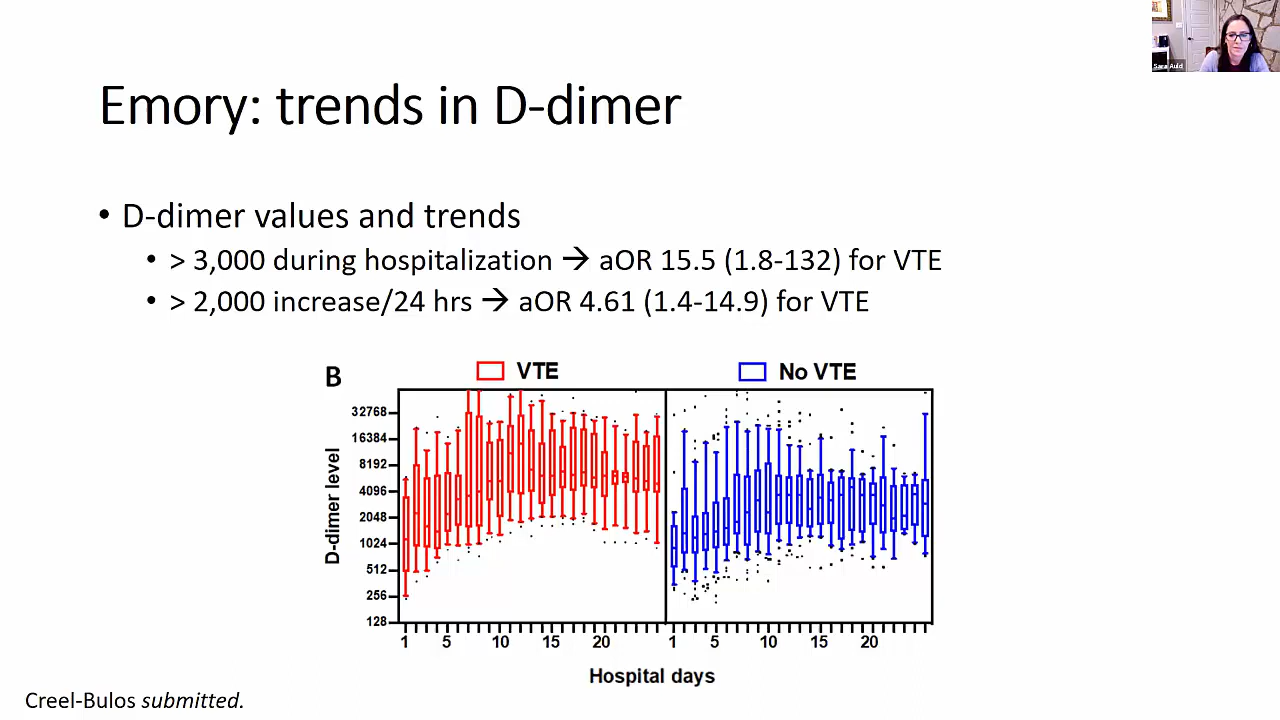 Sara Auld
Emory: trends in D-dimer
• D-dimer values and trends
• > 3,000 during hospitalization → aOR 15.5 (1.8-132) for VTE
• > 2,000 increase/24 hrs → aOR 4.61 (1.4-14.9) for VTE
B
VTE
No VTE
32768
16384
8192
4096
2048
1024
512
256
128
D-dimer level
1 5 10 15 20 1 5 10 15 20
Hospital days
Creel-Bulos submitted.